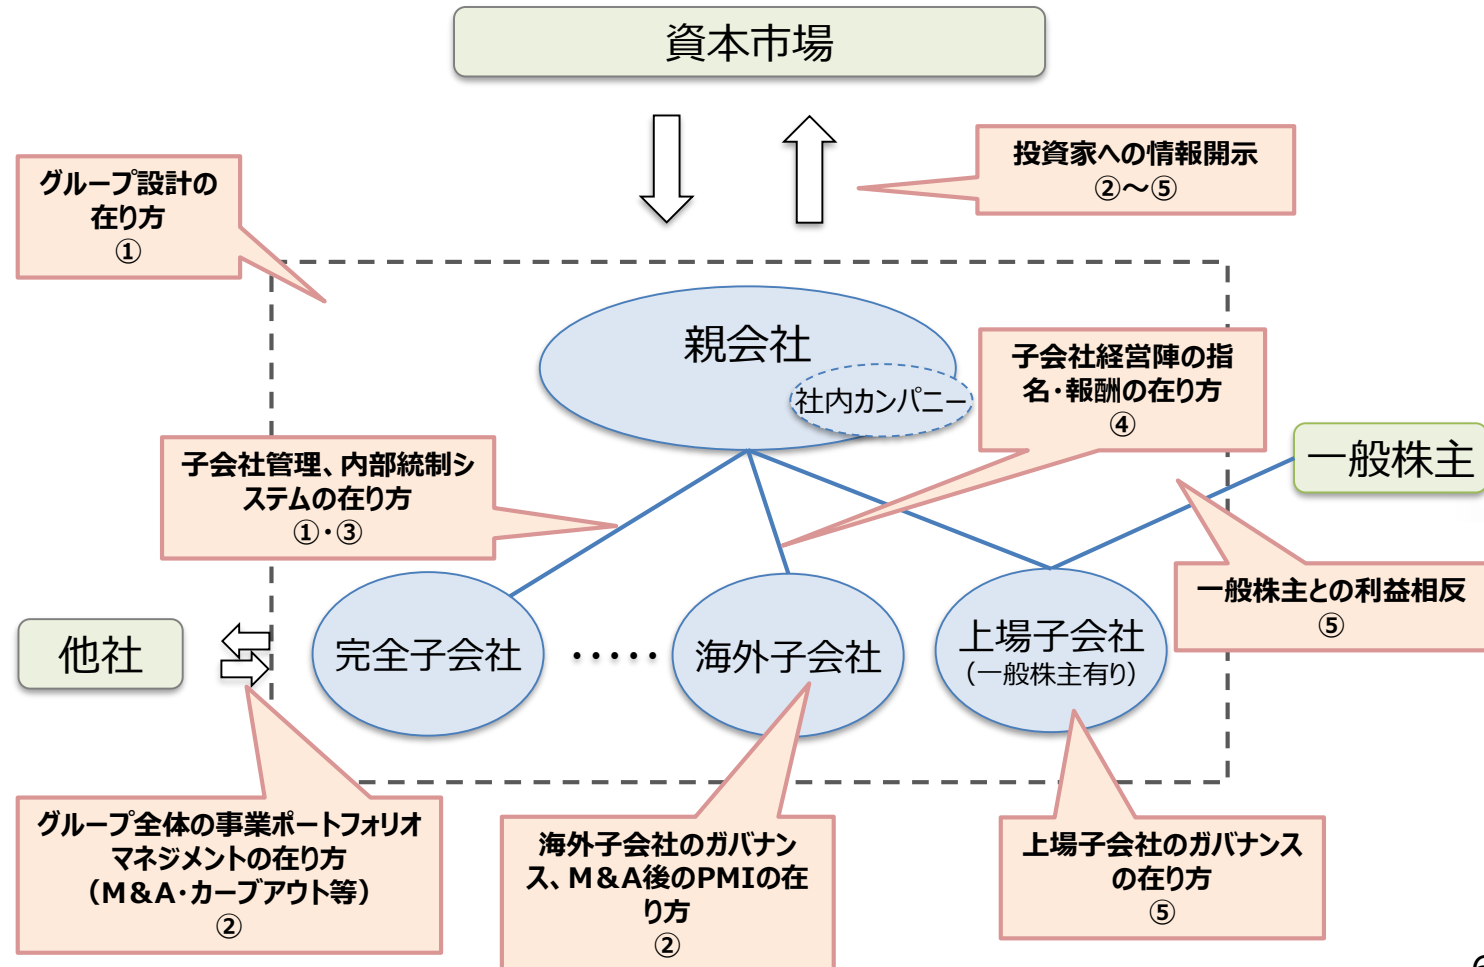 資本市場
投資家への情報開示
②～⑤
グループ設計の
在り方
①
親会社
社内カンパニー
子会社経営陣の指
名・報酬の在り方
④
一般株主
子会社管理、内部統制シ
ステムの在り方
①・③
一般株主との利益相反
⑤
他社
完全子会社
・・・・・
海外子会社
上場子会社
（一般株主有り）
グループ全体の事業ポートフォリオ
マネジメントの在り方
（M＆A・カーブアウト等）
②
海外子会社のガバナン
ス、M＆A後のPMIの在
り方
②
上場子会社のガバナンス
の在り方
⑤